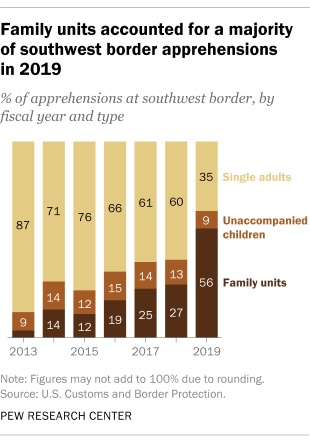 Family units accounted for a majority
of southwest border apprehensions
in 2019
% of apprehensions at southwest border, by
fiscal year and type
87 71 76 66 61 60 35 Single adults
9 14 12 15 14 13 9 Unaccompanied
children
14 12 19 25 27 56 Family units
2013 2015 2017 2019
Note: Figures may not add to 100% due to rounding.
Source: U.S. Customs and Border Protection.
PEW RESEARCH CENTER